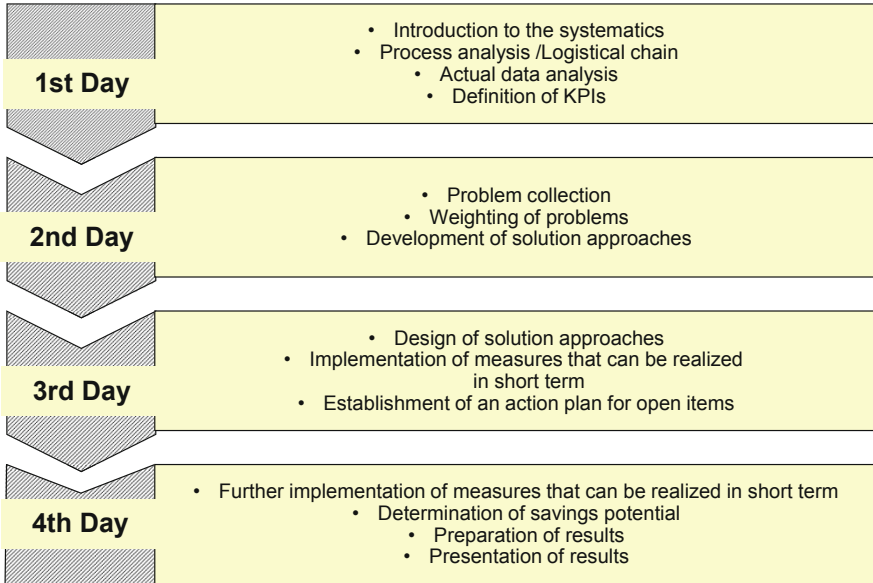 1st Day
• Introduction to the systematics
• Process analysis /Logistical chain
• Actual data analysis
• Definition of KPIs
2nd Day
• Problem collection
• Weighting of problems
• Development of solution approaches
3rd Day
• Design of solution approaches
• Implementation of measures that can be realized
in short term
• Establishment of an action plan for open items
4th Day
• Further implementation of measures that can be realized in short term
• Determination of savings potential
• Preparation of results
• Presentation of results